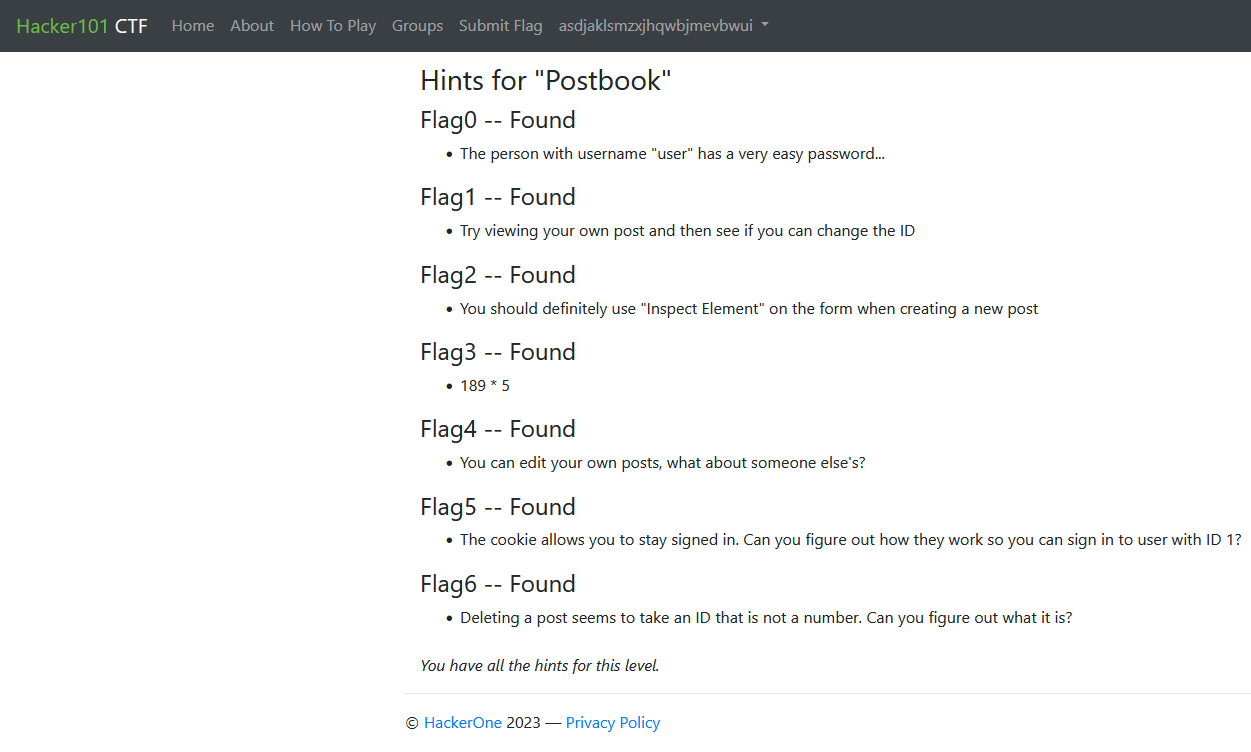 Hacker101 CTF Home About How To Play Groups Submit Flag asdjaklsmzxjhqwbjmevbwui
Hints for "Postbook"
Flag0 -- Found
• The person with username "user" has a very easy password...
Flag1 -- Found
• Try viewing your own post and then see if you can change the ID
Flag2 -- Found
• You should definitely use "Inspect Element" on the form when creating a new post
Flag3 -- Found
• 189 * 5
Flag4 -- Found
• You can edit your own posts, what about someone else's?
Flag5 -- Found
• The cookie allows you to stay signed in. Can you figure out how they work so you can sign in to user with ID 1?
Flag6 -- Found
• Deleting a post seems to take an ID that is not a number. Can you figure out what it is?
You have all the hints for this level.
© HackerOne 2023 — Privacy Policy